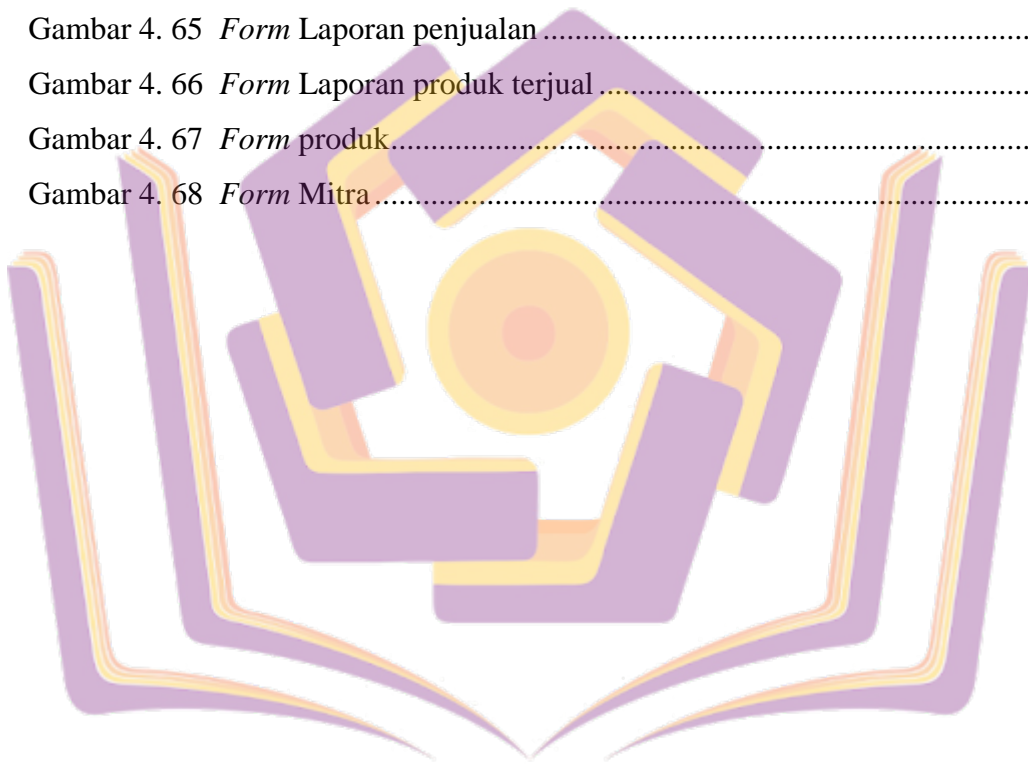 Gambar 4. 65 Form Laporan penjualan ............................................................
Gambar 4. 66 Form Laporan produk terjual .....................................................
Gambar 4. 67 Form produk................................................................................
Gambar 4. 68 Form Mitra ..................................................................................